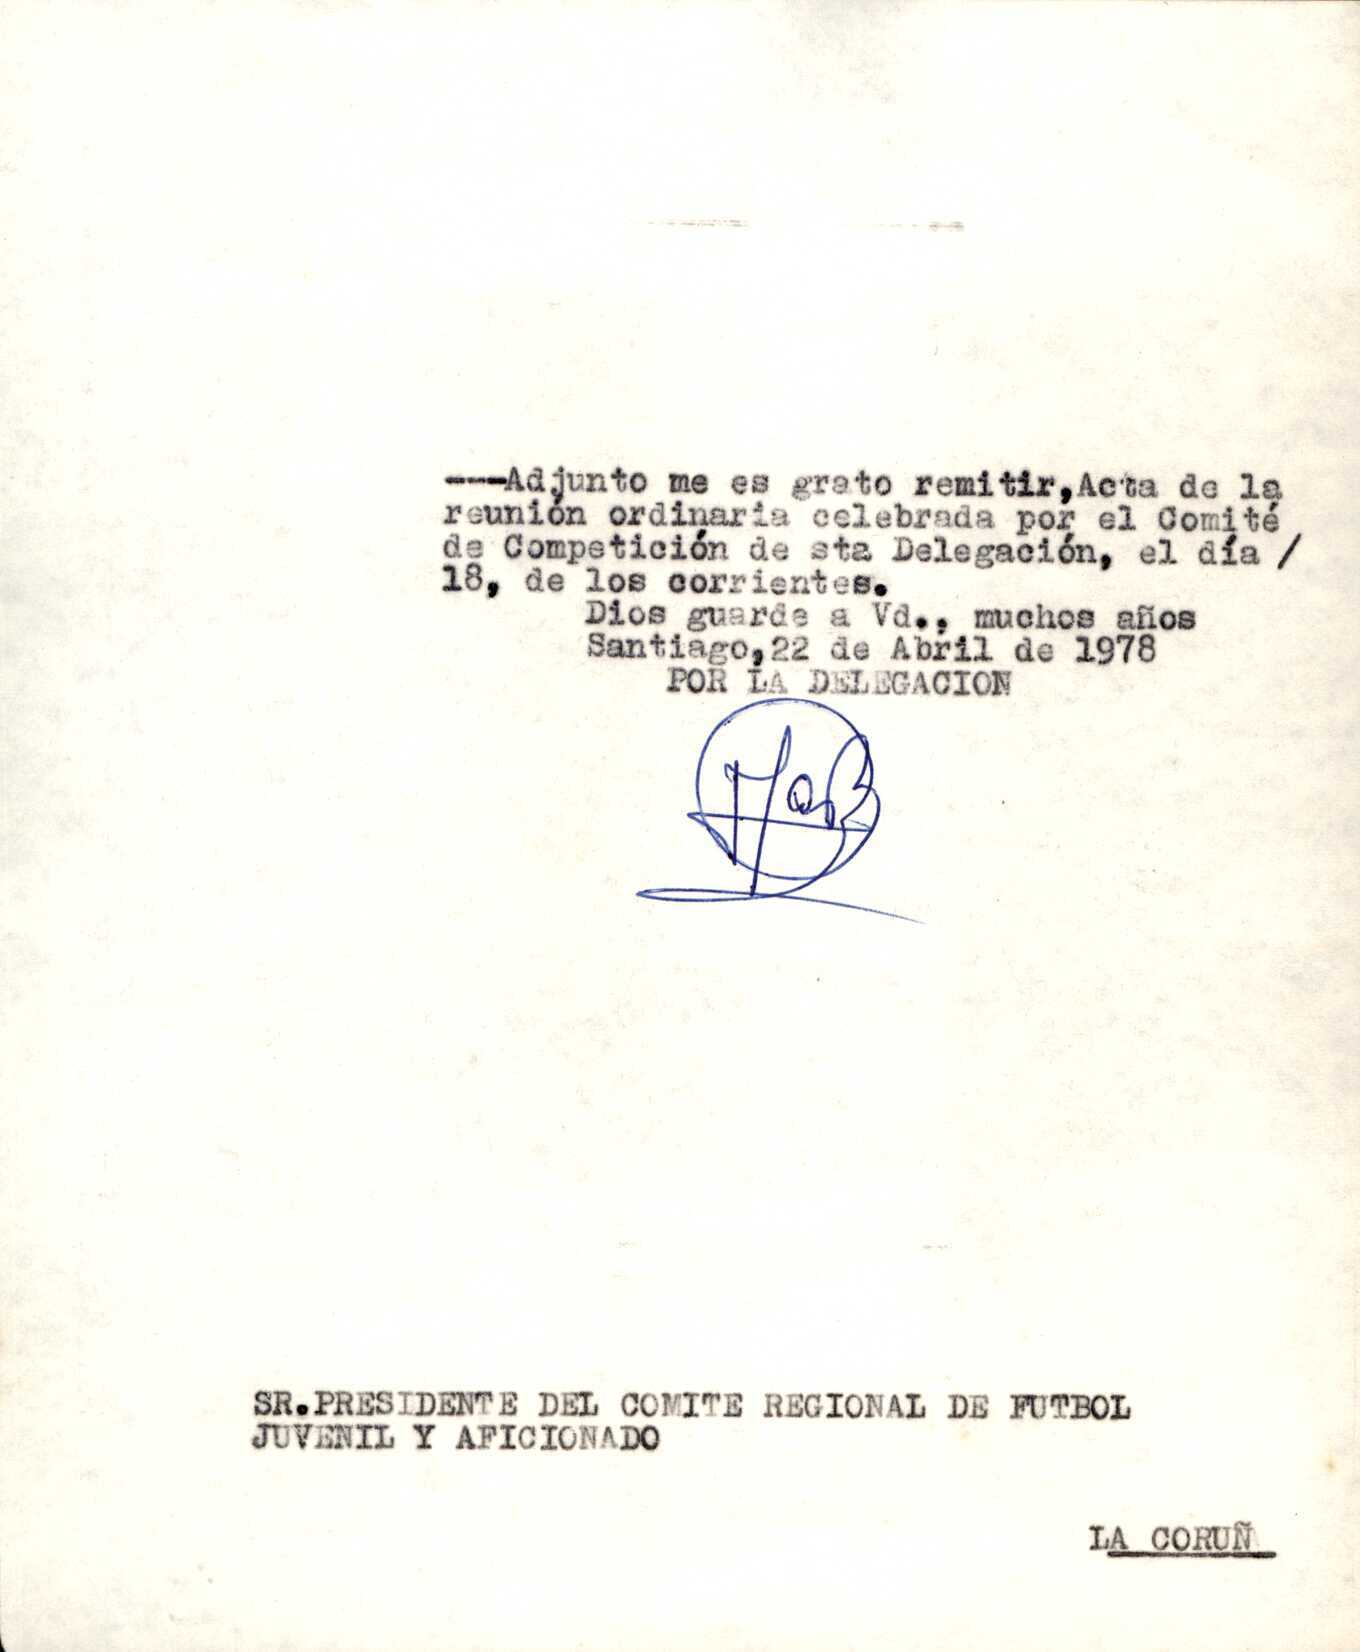 ---Adjunto me es grato remitir,Acta de la
reunión ordinaria celebrada por el Comité
de Competición de sta Delegación, el día /
18, de los corrientes.
Dios guarde a Vd., muchos años
Santiago,22 de Abril de 1978
POR LA DELEGACION
SR.PRESIDENTE DEL COMITE REGIONAL DE FUTBOL
JUVENIL Y AFICIONADO
LA CORUÑ